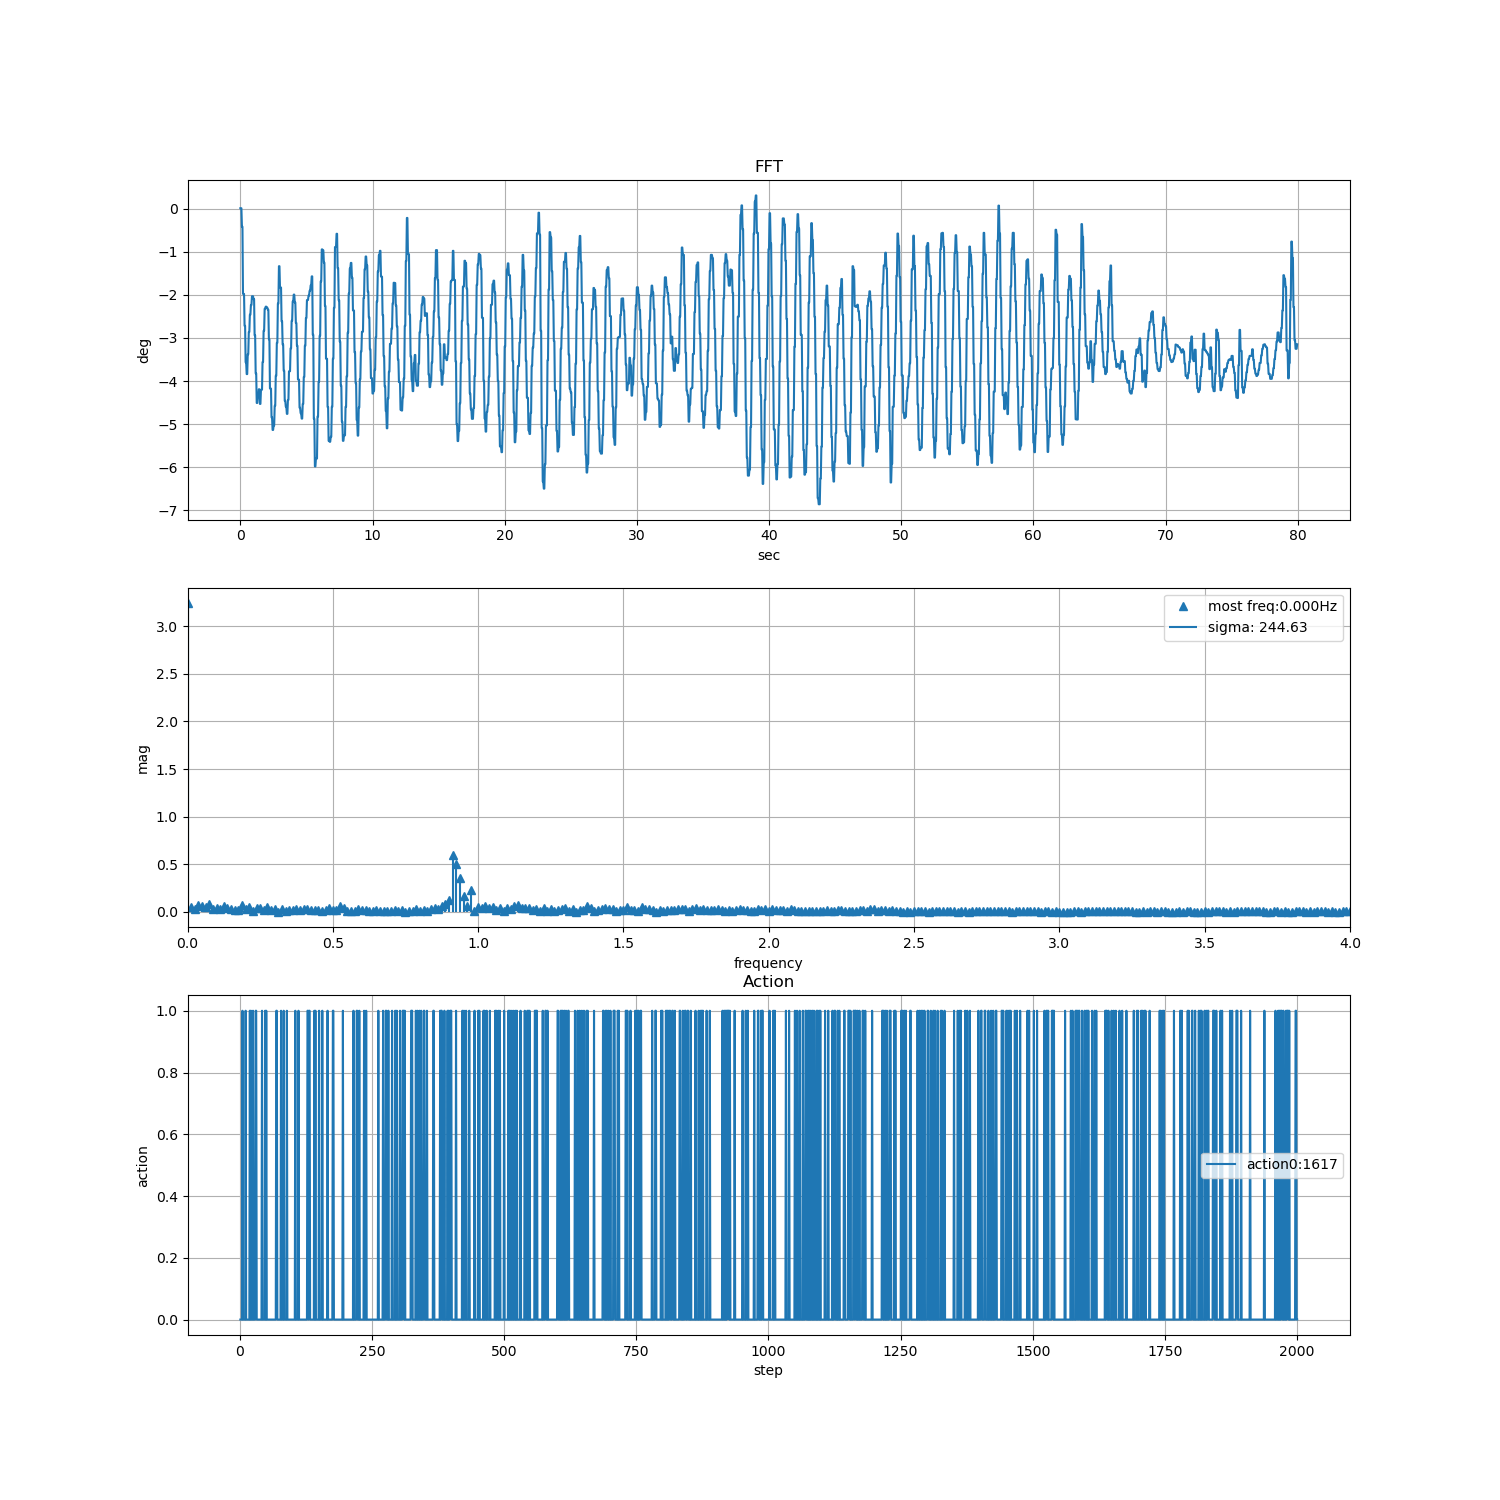 FFT
0
−1
−2
−3
−4
−5
−6
−7
deg
0 10 20 30 40 50 60 70 80
sec
3.0
2.5
2.0
1.5
1.0
0.5
0.0
mag
most freq:0.000Hz
sigma: 244.63
0.0 0.5 1.0 1.5 2.0 2.5 3.0 3.5 4.0
frequency
Action
1.0
0.8
0.6
0.4
0.2
0.0
action
action0:1617
0 250 500 750 1000 1250 1500 1750 2000
step